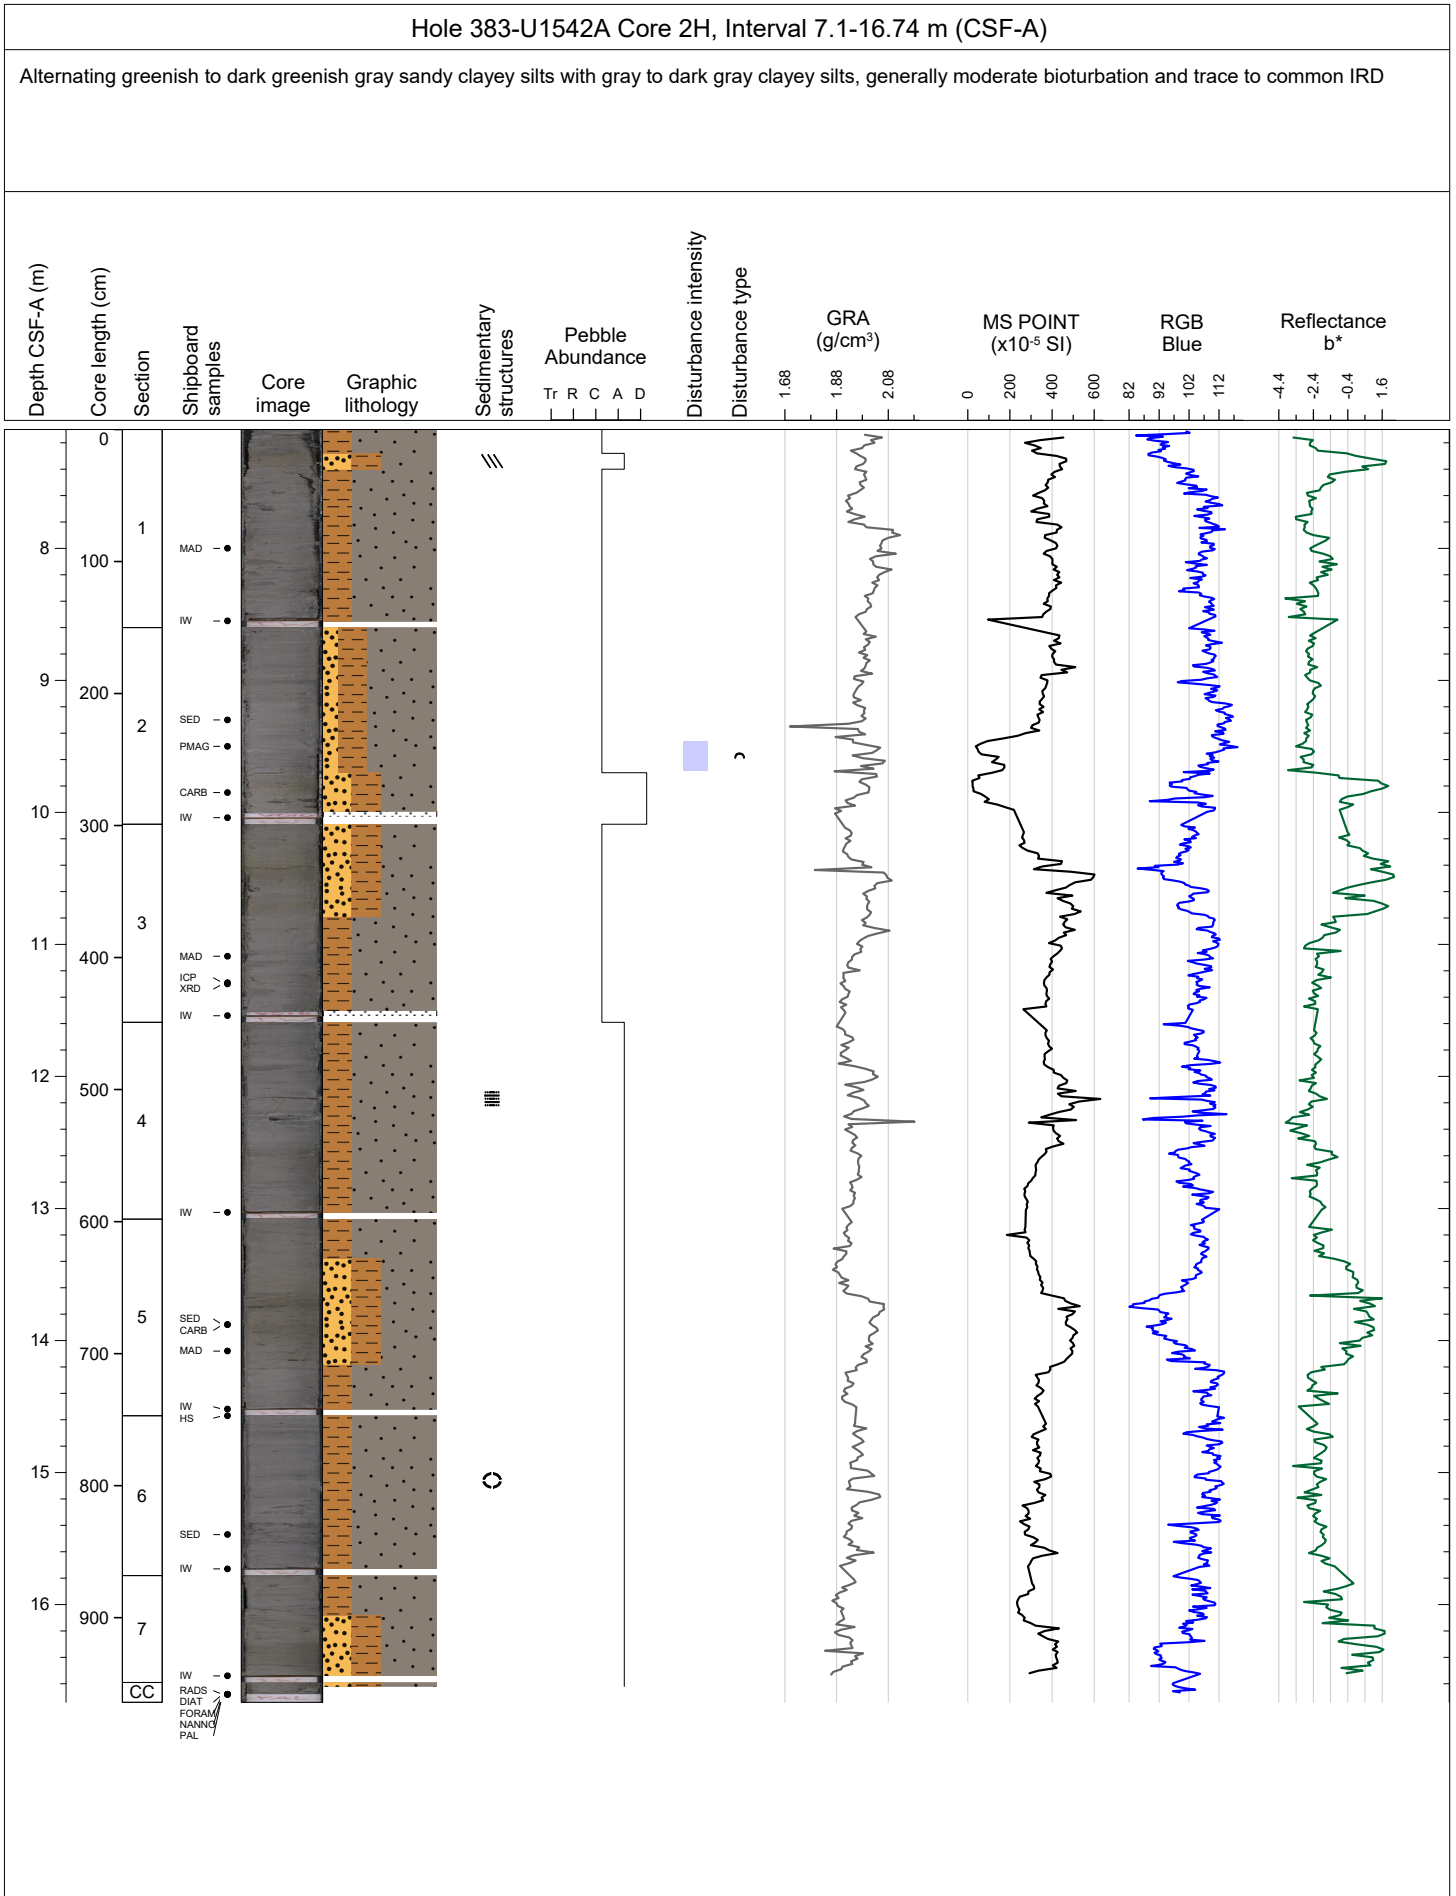 Hole 383-U1542A Core 2H, Interval 7.1-16.74 m (CSF-A)
Alternating greenish to dark greenish gray sandy clayey silts with gray to dark gray clayey silts, generally moderate bioturbation and trace to common IRD
Depth CSF-A (m)
Core length (cm)
Section
Shipboard
samples
Core
image
Graphic
lithology
Sedimentary
structures
Pebble
Abundance
Tr R C A D
Disturbance intensity
Disturbance type
GRA
(g/cm³)
1.68 1.88 2.08
MS POINT
(x10⁻⁵ SI)
0 200 400 600
RGB
Blue
82 92 102 112
Reflectance
b*
-4.4 -2.4 -0.4 1.6
0
1
MAD
8
100
IW
9
200
SED
2
PMAG
CARB
10
IW
300
3
11
MAD
400
ICP
XRD
IW
12
500
4
13
IW
600
5
SED
CARB
14
MAD
700
IW
HS
15
800
6
SED
IW
16
900
7
IW
CC
RADS
DIAT
FORAM
NANNO
PAL